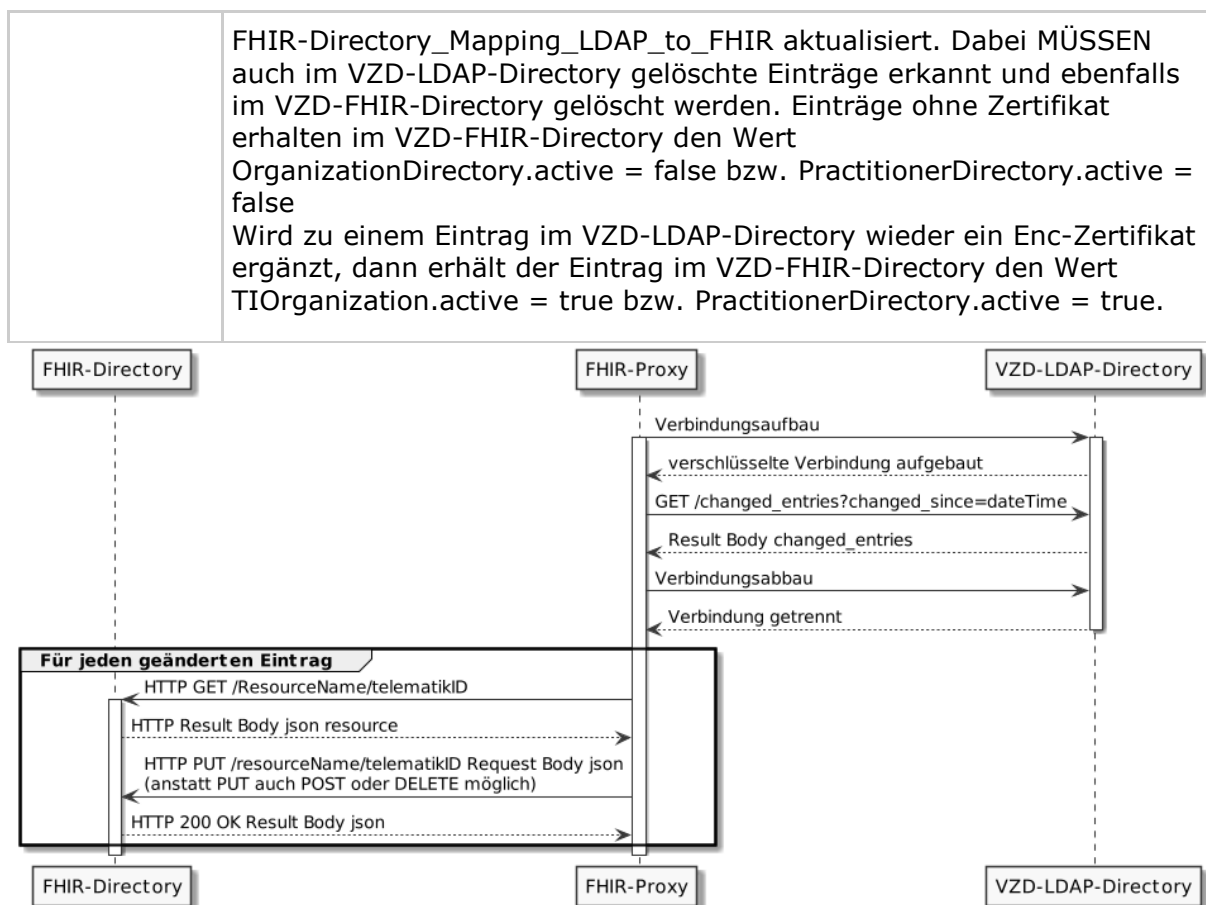 FHIR-Directory_Mapping_LDAP_to_FHIR aktualisiert. Dabei MÜSSEN
auch im VZD-LDAP-Directory gelöschte Einträge erkannt und ebenfalls
im VZD-FHIR-Directory gelöscht werden. Einträge ohne Zertifikat
erhalten im VZD-FHIR-Directory den Wert
OrganizationDirectory.active = false bzw. PractitionerDirectory.active =
false
Wird zu einem Eintrag im VZD-LDAP-Directory wieder ein Enc-Zertifikat
ergänzt, dann erhält der Eintrag im VZD-FHIR-Directory den Wert
TIOrganization.active = true bzw. PractitionerDirectory.active = true.
FHIR-Directory
FHIR-Proxy
VZD-LDAP-Directory
Verbindungsaufbau
verschlüsselte Verbindung aufgebaut
GET /changed_entries?changed_since=dateTime
Result Body changed_entries
Verbindungsabbau
Verbindung getrennt
Für jeden geänderten Eintrag
HTTP GET /ResourceName/telematikID
HTTP Result Body json resource
HTTP PUT /resourceName/telematikID Request Body json
(anstatt PUT auch POST oder DELETE möglich)
HTTP 200 OK Result Body json
FHIR-Directory
FHIR-Proxy
VZD-LDAP-Directory